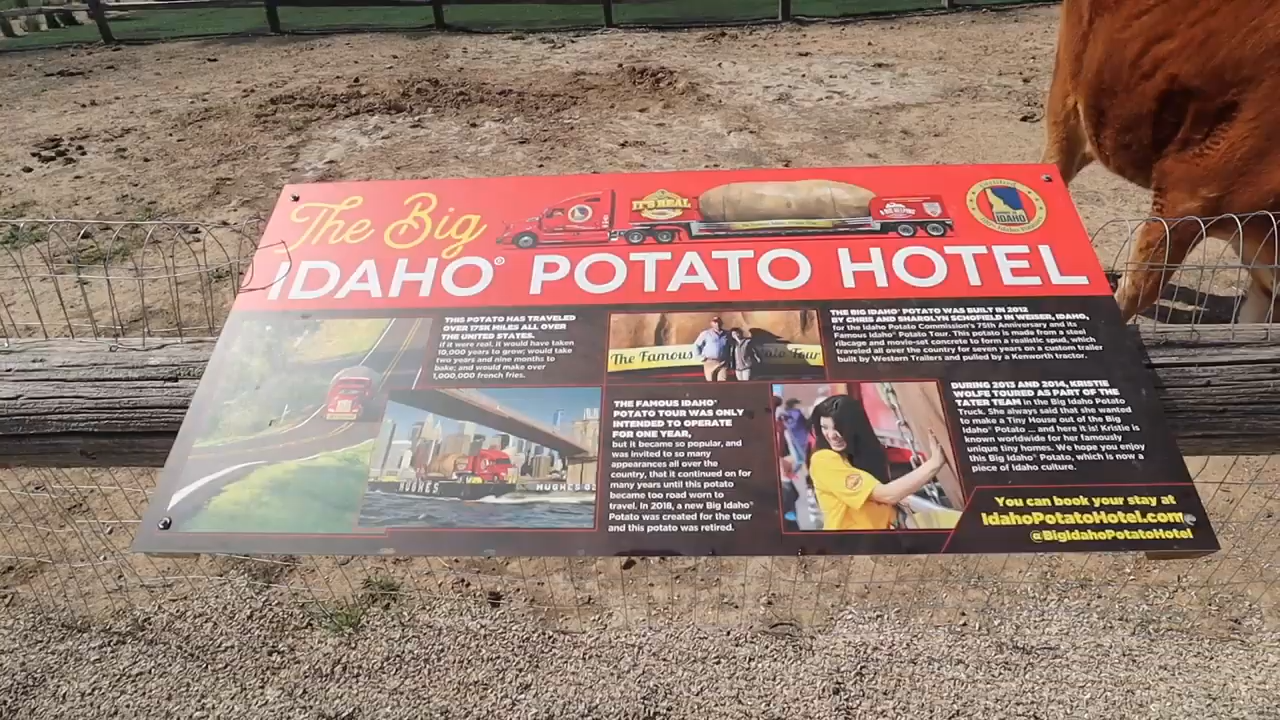 The Big
IT'S REAL
IDAHO
IDAHO® POTATO HOTEL
THIS POTATO HAS TRAVELED
OVER 175K MILES ALL OVER
THE UNITED STATES.
If it were real, it would have taken
10,000 years to grow; would take
two years and nine months to
bake; and would make over
1,000,000 french fries.
The Famous
ato Tour
THE BIG IDAHO® POTATO WAS BUILT IN 2012
BY CHRIS AND SHAROLYN SCHOFIELD IN WEISER, IDAHO,
for the Idaho Potato Commission's 75th Anniversary and its
Famous Idaho® Potato Tour. This potato is made from a steel
ribcage and movie-set concrete to form a realistic spud, which
traveled all over the country for seven years on a custom trailer
built by Western Trailers and pulled by a Kenworth tractor.
HUGHES
HUGHES
THE FAMOUS IDAHO®
POTATO TOUR WAS ONLY
INTENDED TO OPERATE
FOR ONE YEAR,
but it became so popular, and
was invited to so many
appearances all over the
country, that it continued on for
many years until this potato
became too road worn to
travel. In 2018, a new Big Idaho®
Potato was created for the tour
and this potato was retired.
DURING 2013 AND 2014, KRISTIE
WOLFE TOURED AS PART OF THE
TATER TEAM in the Big Idaho Potato
Truck. She always said that she wanted
to make a Tiny House out of the Big
Idaho® Potato ... and here it is! Kristie is
known worldwide for her famously
unique tiny homes. We hope you enjoy
this Big Idaho® Potato, which is now a
piece of Idaho culture.
You can book your stay at
IdahoPotatoHotel.com
@BigIdahoPotatoHotel